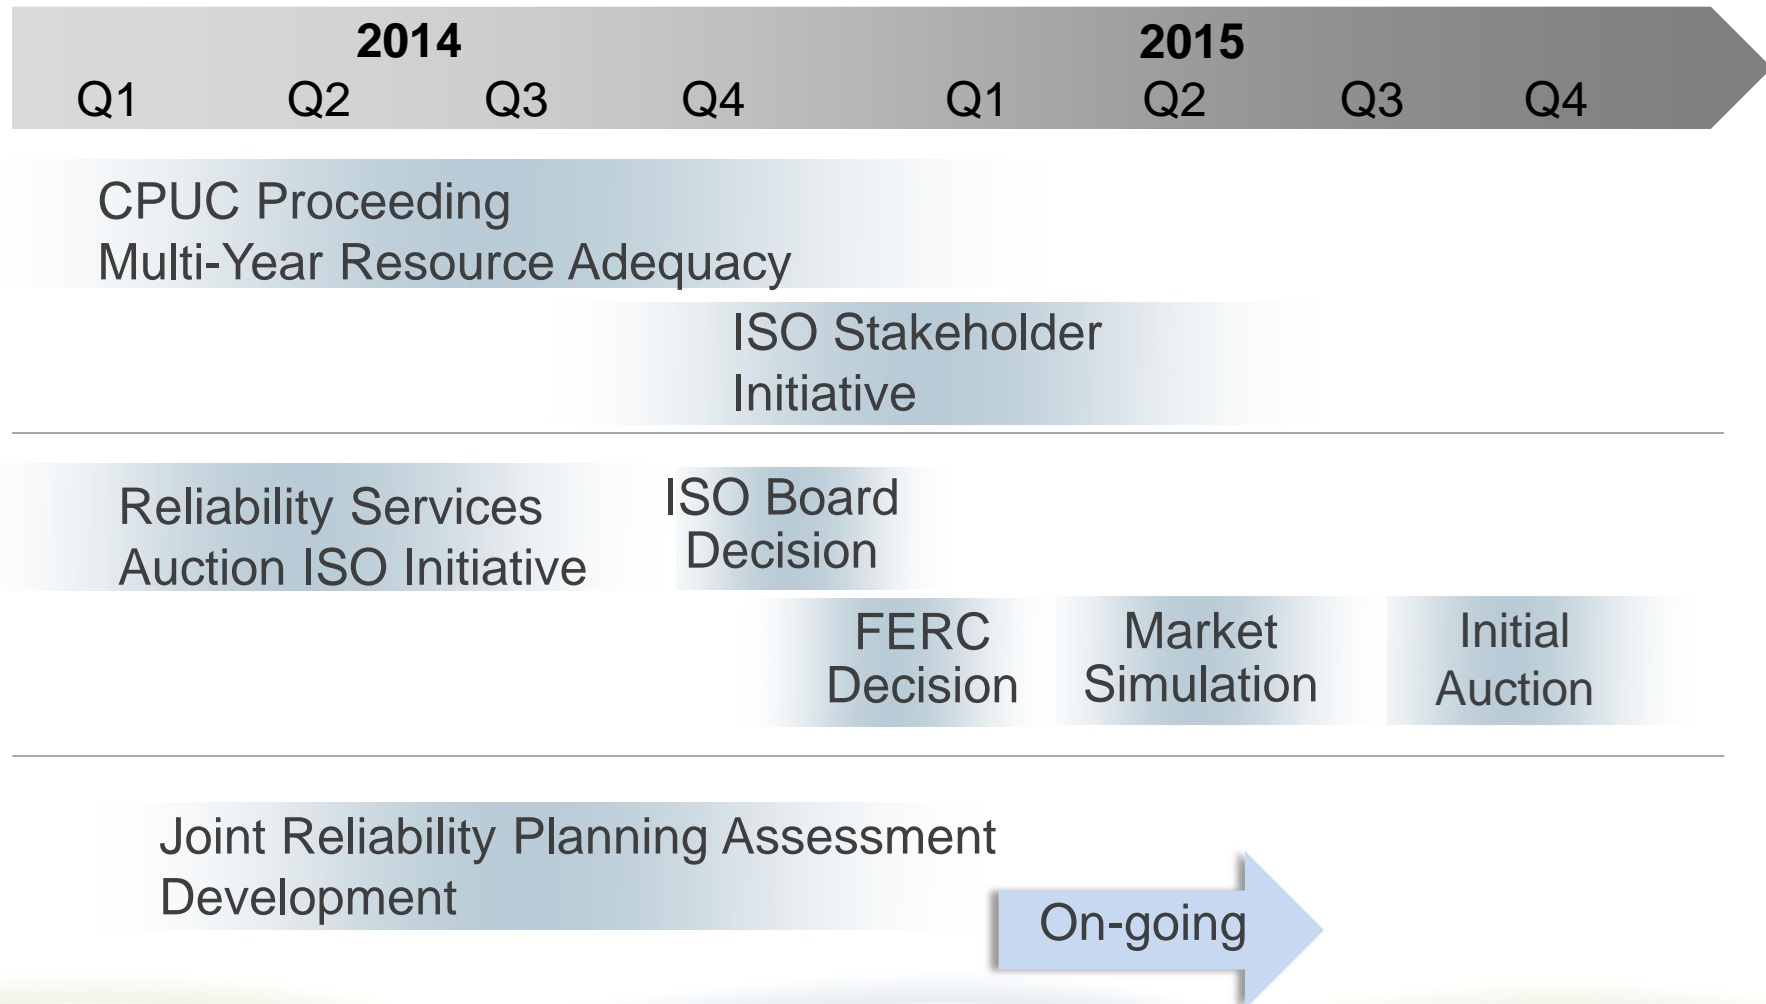 2014 2015
Q1 Q2 Q3 Q4 Q1 Q2 Q3 Q4
CPUC Proceeding
Multi-Year Resource Adequacy
ISO Stakeholder
Initiative
Reliability Services
Auction ISO Initiative
ISO Board
Decision
FERC
Decision
Market
Simulation
Initial
Auction
Joint Reliability Planning Assessment
Development
On-going